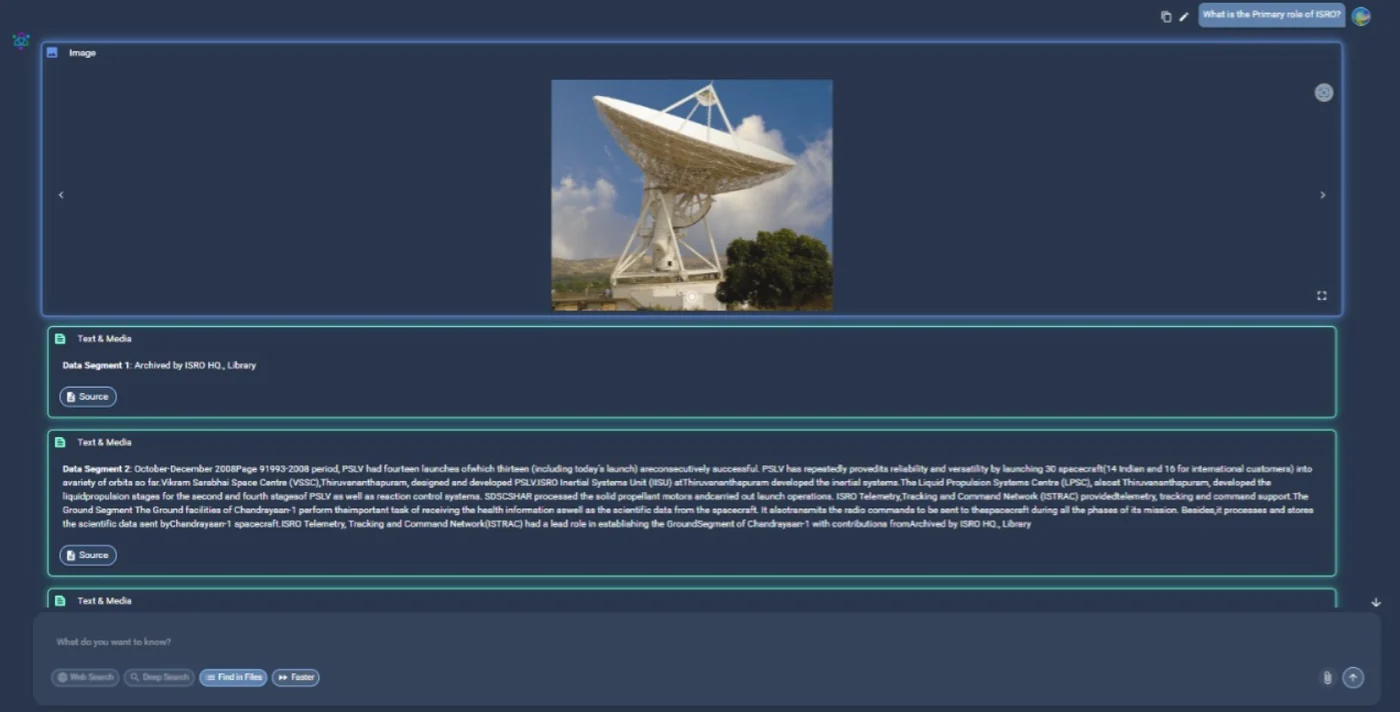 What is the Primary role of ISRO?
Image
Text & Media
Data Segment 1: Archived by ISRO HQ., Library
Source
Text & Media
Data Segment 2: October-December 2008Page 91993-2008 period, PSLV had fourteen launches ofwhich thirteen (including today's launch) areconsecutively successful. PSLV has repeatedly provedits reliability and versatility by launching 30 spacecraft(14 Indian and 16 for international customers) into
avariety of orbits so far.Vikram Sarabhai Space Centre (VSSC),Thiruvananthapuram, designed and developed PSLV.ISRO Inertial Systems Unit (IISU) atThiruvananthapuram developed the inertial systems.The Liquid Propulsion Systems Centre (LPSC), alsoat Thiruvananthapuram, developed the
liquidpropulsion stages for the second and fourth stagesof PSLV as well as reaction control systems. SDSCSHAR processed the solid propellant motors andcarried out launch operations. ISRO Telemetry,Tracking and Command Network (ISTRAC) providedtelemetry, tracking and command support.The
Ground Segment The Ground facilities of Chandrayaan-1 perform theimportant task of receiving the health information aswell as the scientific data from the spacecraft. It alsotransmits the radio commands to be sent to thespacecraft during all the phases of its mission. Besides,it processes and stores
the scientific data sent byChandrayaan-1 spacecraft.ISRO Telemetry, Tracking and Command Network(ISTRAC) had a lead role in establishing the GroundSegment of Chandrayaan-1 with contributions fromArchived by ISRO HQ., Library
Source
Text & Media
What do you want to know?
Web Search Deep Search Find in Files Faster